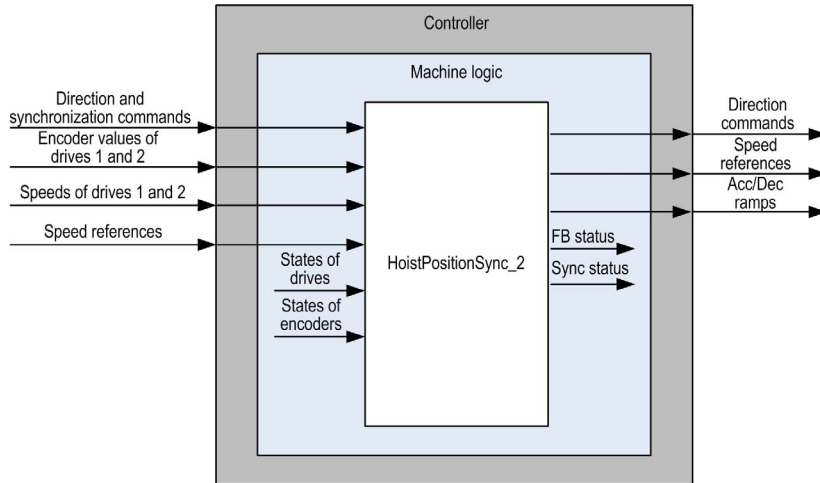 Controller
Machine logic
Direction and
synchronization commands
Encoder values of
drives 1 and 2
Speeds of drives 1 and 2
Speed references
States of
drives
States of
encoders
HoistPositionSync_2
FB status
Sync status
Direction
commands
Speed
references
Acc/Dec
ramps